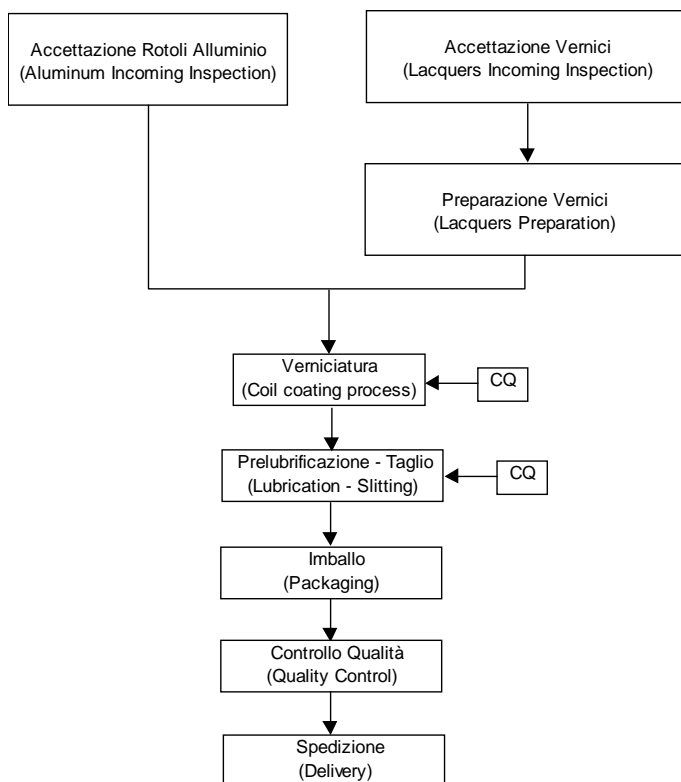 Accettazione Rotoli Alluminio
(Aluminum Incoming Inspection)
Accettazione Vernici
(Lacquers Incoming Inspection)
Preparazione Vernici
(Lacquers Preparation)
Verniciatura
(Coil coating process)
CQ
Prelubrificazione - Taglio
(Lubrication - Slitting)
CQ
Imballo
(Packaging)
Controllo Qualità
(Quality Control)
Spedizione
(Delivery)